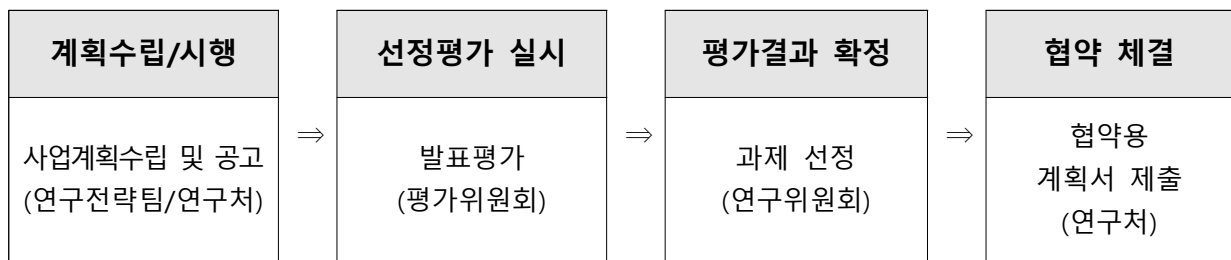 계획수립/시행
사업계획수립 및 공고
(연구전략팀/연구처)
⇒
선정평가 실시
발표평가
(평가위원회)
⇒
평가결과 확정
과제 선정
(연구위원회)
⇒
협약 체결
협약용
계획서 제출
(연구처)